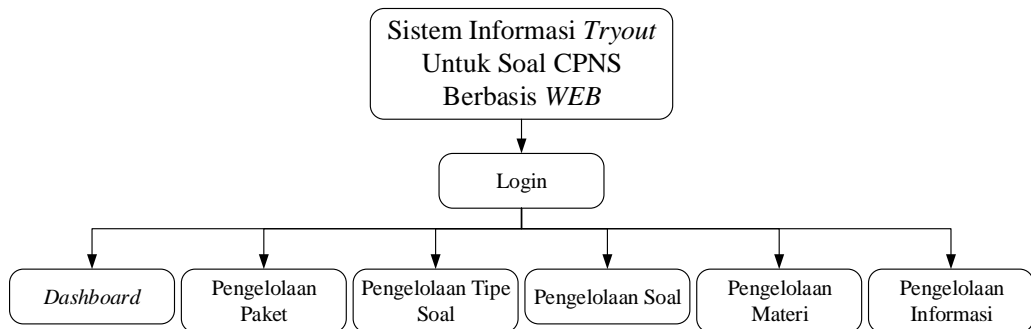 Sistem Informasi Tryout
Untuk Soal CPNS
Berbasis WEB
Login
Dashboard
Pengelolaan
Paket
Pengelolaan Tipe
Soal
Pengelolaan Soal
Pengelolaan
Materi
Pengelolaan
Informasi